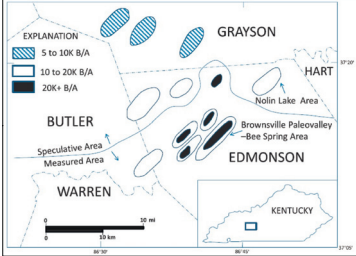 EXPLANATION
5 to 10K B/A
10 to 20K B/A
20K+ B/A
GRAYSON
37°20'
HART
Nolin Lake Area
BUTLER
Brownsville Paleovalley
–Bee Spring Area
Speculative Area
Measured Area
EDMONSON
WARREN
KENTUCKY
0 10 mi
0 10 km
86°30'
86°15'
37°05'